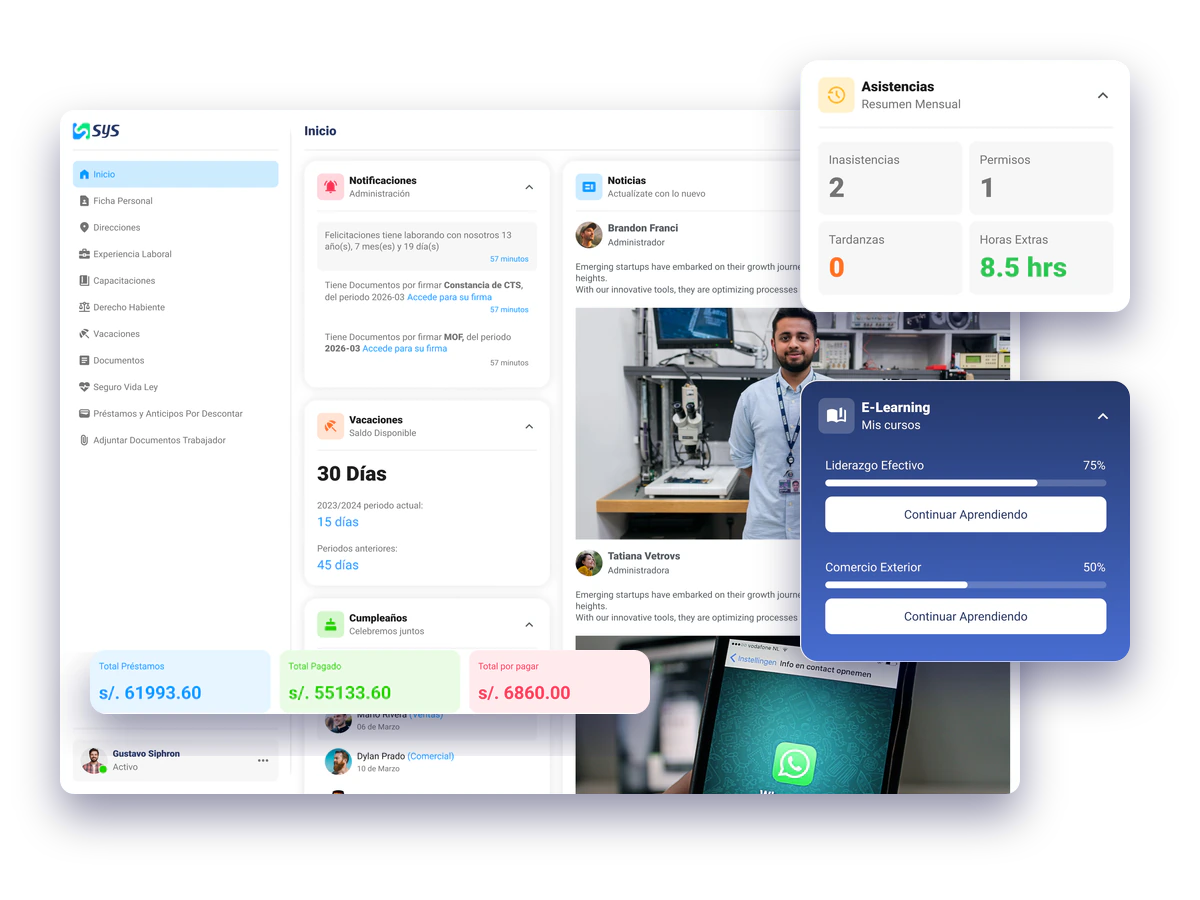 SYS
Inicio
Ficha Personal
Direcciones
Experiencia Laboral
Capacitaciones
Derecho Habiente
Vacaciones
Documentos
Seguro Vida Ley
Préstamos y Anticipos Por Descontar
Adjuntar Documentos Trabajador
Gustavo Siphron
Activo
Inicio
Notificaciones
Administración
Felicitaciones tiene laborando con nosotros 13
año(s), 7 mes(es) y 19 día(s)
57 minutos
Tiene Documentos por firmar Constancia de CTS,
del periodo 2026-03 Accede para su firma
57 minutos
Tiene Documentos por firmar MOF, del periodo
2026-03 Accede para su firma
57 minutos
Vacaciones
Saldo Disponible
30 Días
2023/2024 periodo actual:
15 días
Periodos anteriores:
45 días
Cumpleaños
Celebremos juntos
Total Préstamos
s/. 61993.60
Total Pagado
s/. 55133.60
Total por pagar
s/. 6860.00
Mario Rivera (Ventas)
06 de Marzo
Dylan Prado (Comercial)
10 de Marzo
Noticias
Actualízate con lo nuevo
Brandon Franci
Administrador
Emerging startups have embarked on their growth journe
heights.
With our innovative tools, they are optimizing processes
Tatiana Vetrovs
Administradora
Emerging startups have embarked on their growth journe
heights.
With our innovative tools, they are optimizing processes
vodafone NL
Instellingen Info en contact opnemen
Asistencias
Resumen Mensual
Inasistencias
2
Permisos
1
Tardanzas
0
Horas Extras
8.5 hrs
E-Learning
Mis cursos
Liderazgo Efectivo
75%
Continuar Aprendiendo
Comercio Exterior
50%
Continuar Aprendiendo